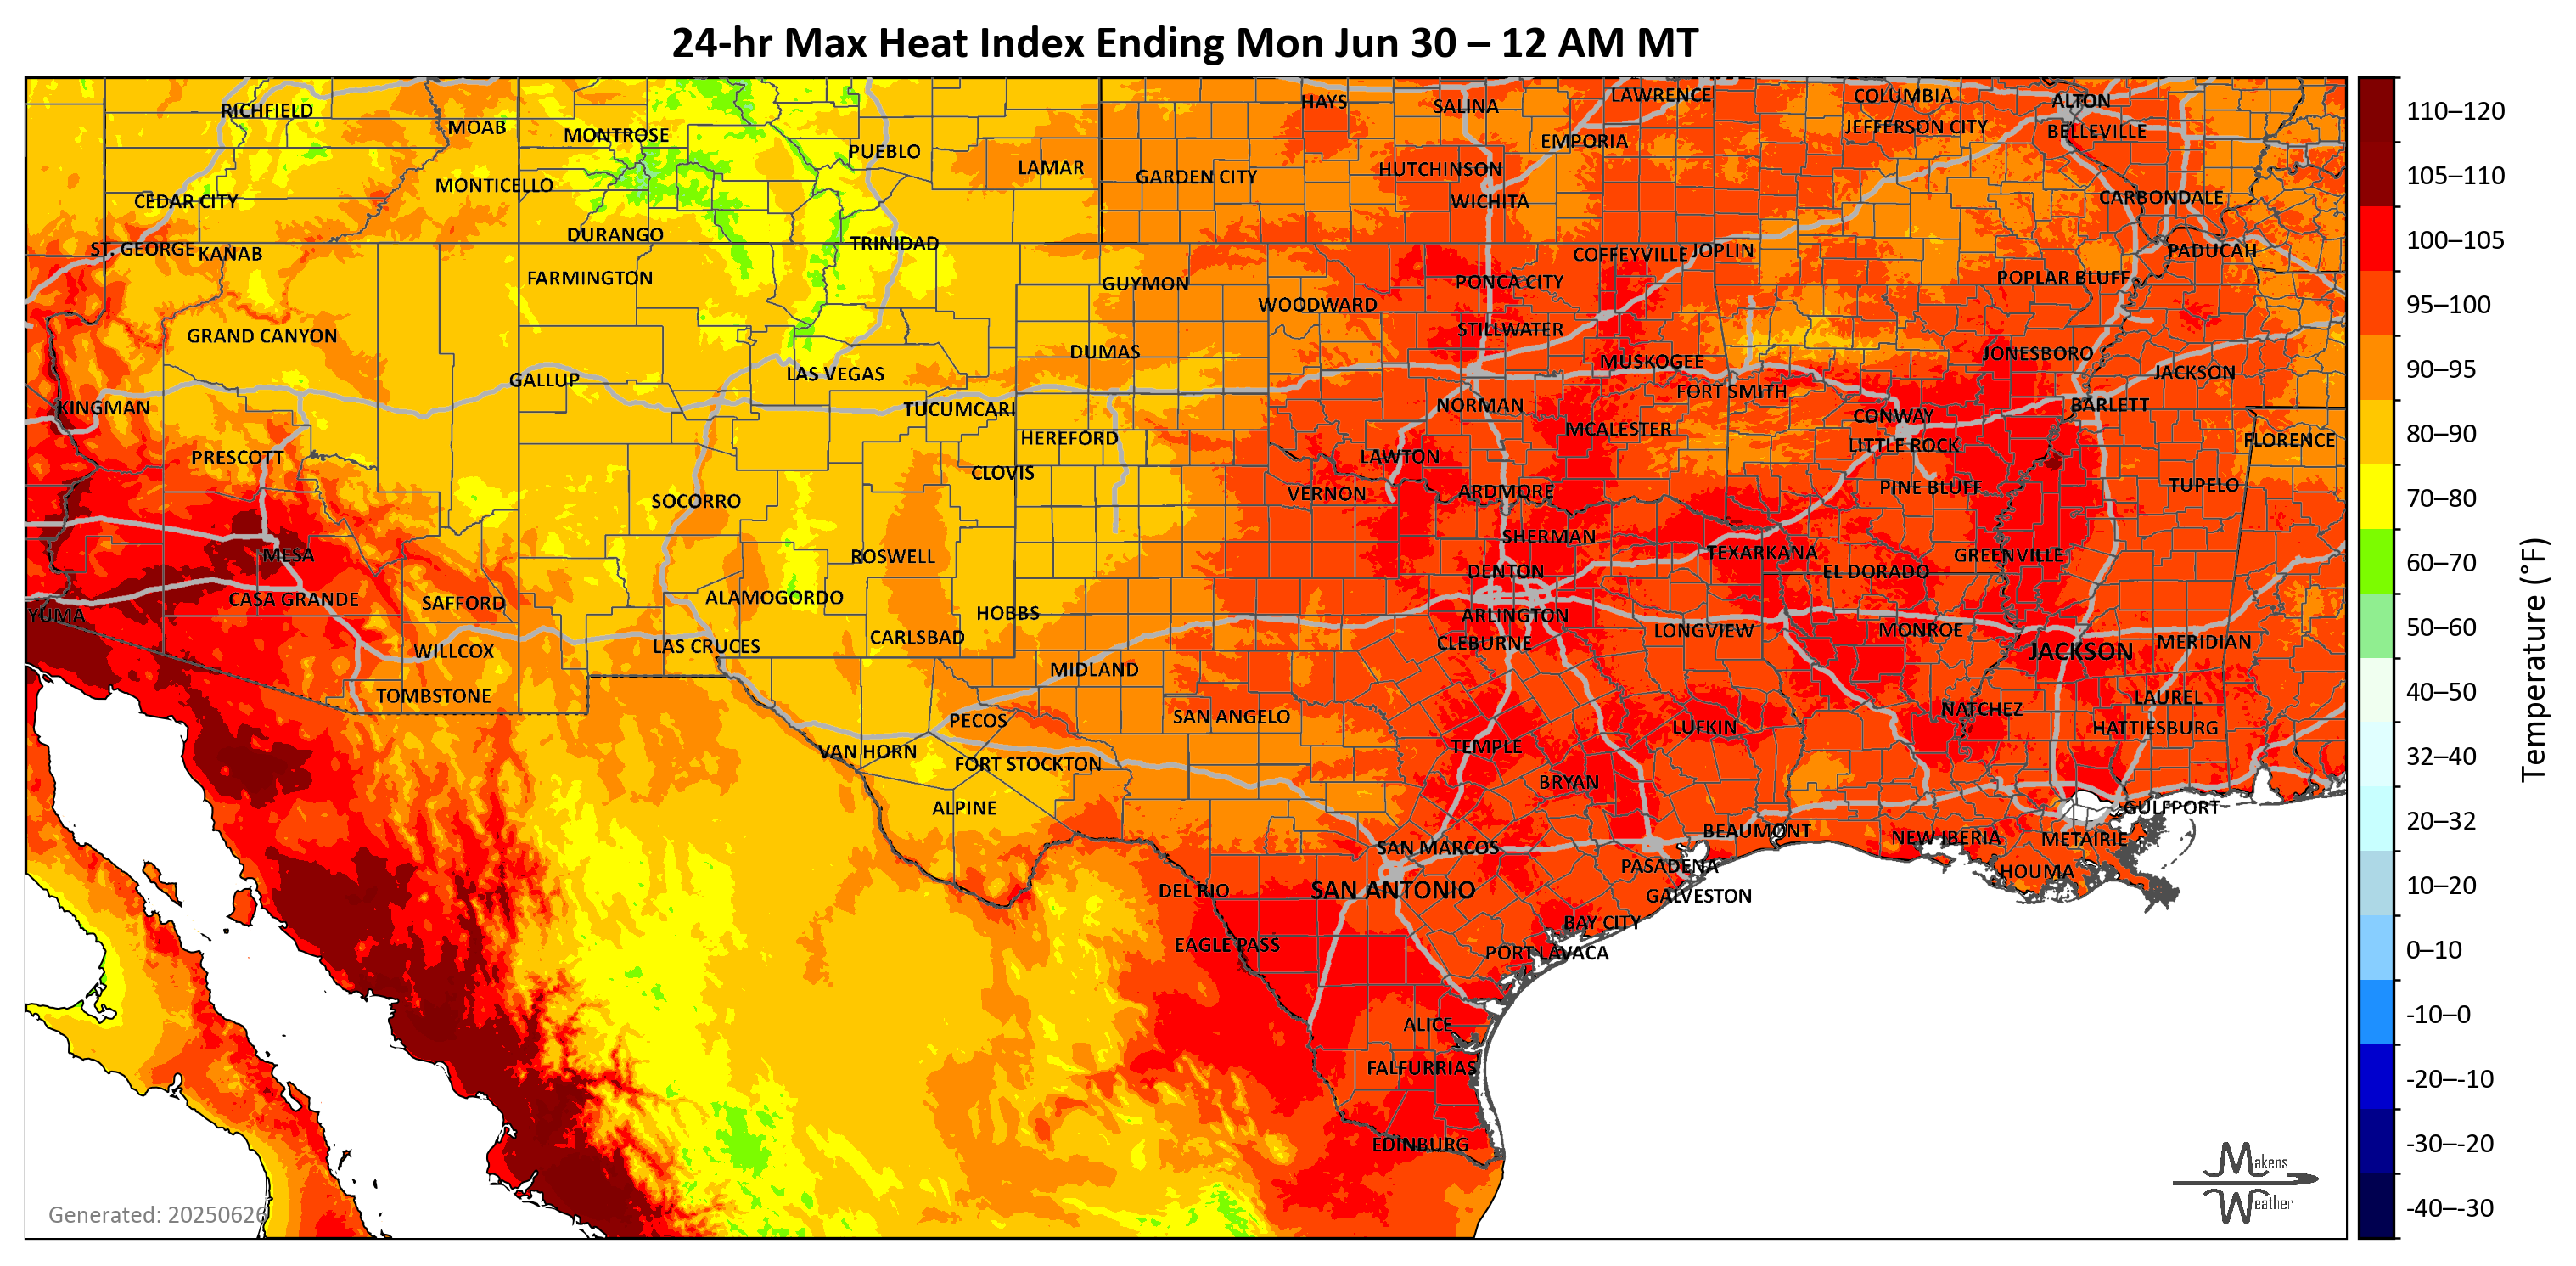 24-hr Max Heat Index Ending Mon Jun 30 – 12 AM MT
RICHFIELD
MOAB
MONTROSE
PUEBLO
LAMAR
HAYS
SALINA
LAWRENCE
COLUMBIA
ALTON
GARDEN CITY
HUTCHINSON
EMPORIA
JEFFERSON CITY
BELLEVILLE
CEDAR CITY
MONTICELLO
WICHITA
CARBONDALE
ST. GEORGE
KANAB
DURANGO
TRINIDAD
COFFEYVILLE
JOPLIN
PADUCAH
FARMINGTON
GUYMON
WOODWARD
PONCA CITY
POPLAR BLUFF
GRAND CANYON
DUMAS
STILLWATER
JONESBORO
GALLUP
LAS VEGAS
MUSKOGEE
FORT SMITH
JACKSON
KINGMAN
TUCUMCARI
NORMAN
CONWAY
BARLETT
HEREFORD
MCALESTER
LITTLE ROCK
FLORENCE
PRESCOTT
CLOVIS
LAWTON
SOCORRO
VERNON
ARDMORE
PINE BLUFF
TUPELO
MESA
ROSWELL
SHERMAN
TEXARKANA
GREENVILLE
DENTON
EL DORADO
YUMA
CASA GRANDE
SAFFORD
ALAMOGORDO
HOBBS
ARLINGTON
WILLCOX
LAS CRUCES
CARLSBAD
CLEBURNE
LONGVIEW
MONROE
JACKSON
MERIDIAN
TOMBSTONE
MIDLAND
LAUREL
PECOS
SAN ANGELO
LUFKIN
NATCHEZ
HATTIESBURG
VAN HORN
FORT STOCKTON
TEMPLE
BRYAN
ALPINE
GULFPORT
SAN MARCOS
BEAUMONT
NEW IBERIA
METAIRIE
DEL RIO
SAN ANTONIO
PASADENA
HOUMA
GALVESTON
EAGLE PASS
BAY CITY
PORT LAVACA
ALICE
FALFURRIAS
EDINBURG
Generated: 20250626
Makens
Weather
110–120
105–110
100–105
95–100
90–95
80–90
70–80
60–70
50–60
40–50
32–40
20–32
10–20
0–10
-10–0
-20–-10
-30–-20
-40–-30
Temperature (°F)